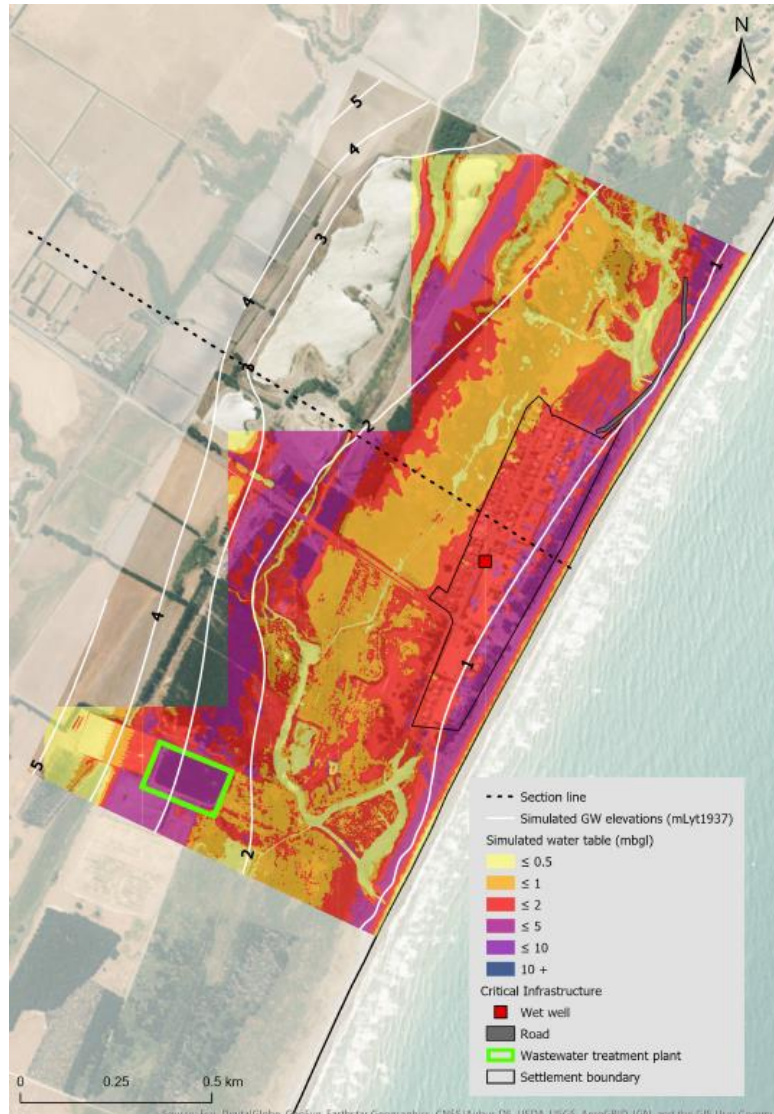 N
5
4
3
4
3
2
1
4
1
5
2
Section line
Simulated GW elevations (mLyt1937)
Simulated water table (mbgl)
≤ 0.5
≤ 1
≤ 2
≤ 5
≤ 10
10 +
Critical Infrastructure
Wet well
Road
Wastewater treatment plant
Settlement boundary
0 0.25 0.5 km